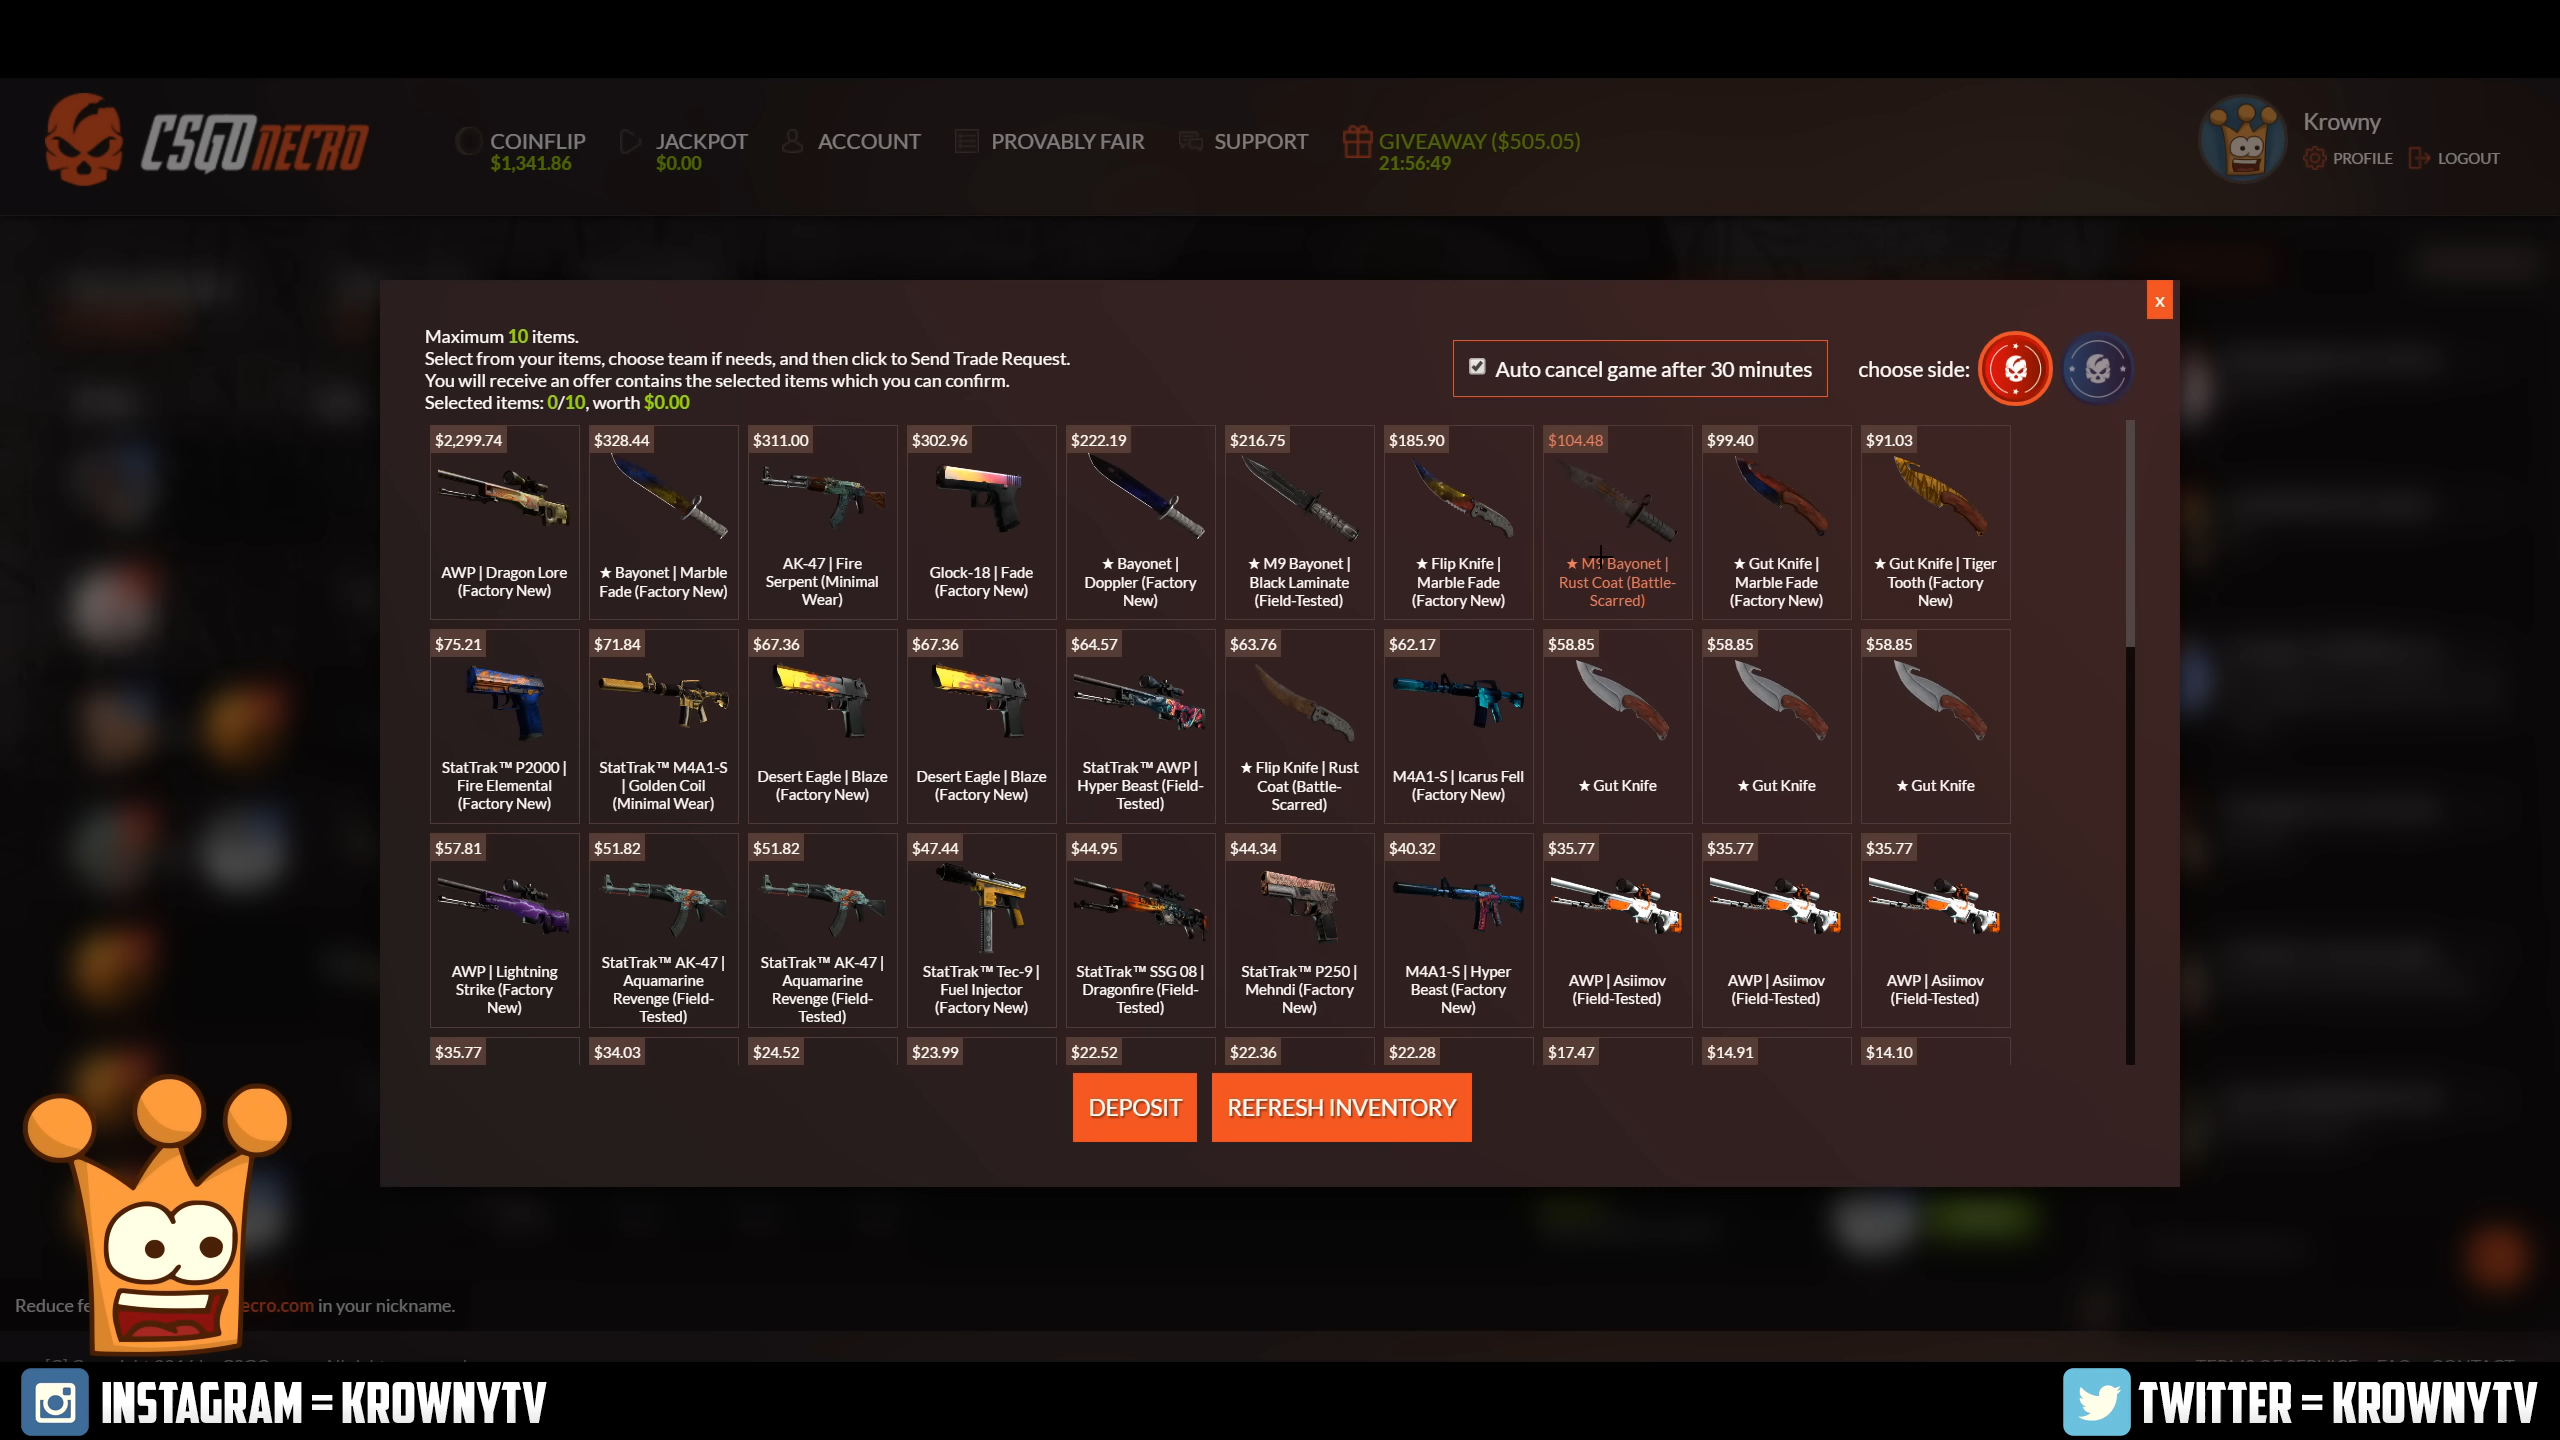 CSGONECRO
COINFLIP
$1,341.86
JACKPOT
$0.00
ACCOUNT
PROVABLY FAIR
SUPPORT
GIVEAWAY ($505.05)
21:56:49
Krowny
PROFILE
LOGOUT
x
Maximum 10 items.
Select from your items, choose team if needs, and then click to Send Trade Request.
You will receive an offer contains the selected items which you can confirm.
Selected items: 0/10, worth $0.00
Auto cancel game after 30 minutes
choose side:
$2,299.74
AWP | Dragon Lore
(Factory New)
$328.44
★ Bayonet | Marble
Fade (Factory New)
$311.00
AK-47 | Fire
Serpent (Minimal
Wear)
$302.96
Glock-18 | Fade
(Factory New)
$222.19
★ Bayonet |
Doppler (Factory
New)
$216.75
★ M9 Bayonet |
Black Laminate
(Field-Tested)
$185.90
★ Flip Knife |
Marble Fade
(Factory New)
$104.48
★ M9 Bayonet |
Rust Coat (Battle-
Scarred)
$99.40
★ Gut Knife |
Marble Fade
(Factory New)
$91.03
★ Gut Knife | Tiger
Tooth (Factory
New)
$75.21
StatTrak™ P2000 |
Fire Elemental
(Factory New)
$71.84
StatTrak™ M4A1-S
| Golden Coil
(Minimal Wear)
$67.36
Desert Eagle | Blaze
(Factory New)
$67.36
Desert Eagle | Blaze
(Factory New)
$64.57
StatTrak™ AWP |
Hyper Beast (Field-
Tested)
$63.76
★ Flip Knife | Rust
Coat (Battle-
Scarred)
$62.17
M4A1-S | Icarus Fell
(Factory New)
$58.85
★ Gut Knife
$58.85
★ Gut Knife
$58.85
★ Gut Knife
$57.81
AWP | Lightning
Strike (Factory
New)
$51.82
StatTrak™ AK-47 |
Aquamarine
Revenge (Field-
Tested)
$51.82
StatTrak™ AK-47 |
Aquamarine
Revenge (Field-
Tested)
$47.44
StatTrak™ Tec-9 |
Fuel Injector
(Factory New)
$44.95
StatTrak™ SSG 08 |
Dragonfire (Field-
Tested)
$44.34
StatTrak™ P250 |
Mehndi (Factory
New)
$40.32
M4A1-S | Hyper
Beast (Factory
New)
$35.77
AWP | Asiimov
(Field-Tested)
$35.77
AWP | Asiimov
(Field-Tested)
$35.77
AWP | Asiimov
(Field-Tested)
$35.77
$34.03
$24.52
$23.99
$22.52
$22.36
$22.28
$17.47
$14.91
$14.10
DEPOSIT
REFRESH INVENTORY
Reduce fe ecro.com in your nickname.
TERMS OF SERVICE FAQ CONTACT
INSTAGRAM = KROWNYTV
TWITTER = KROWNYTV